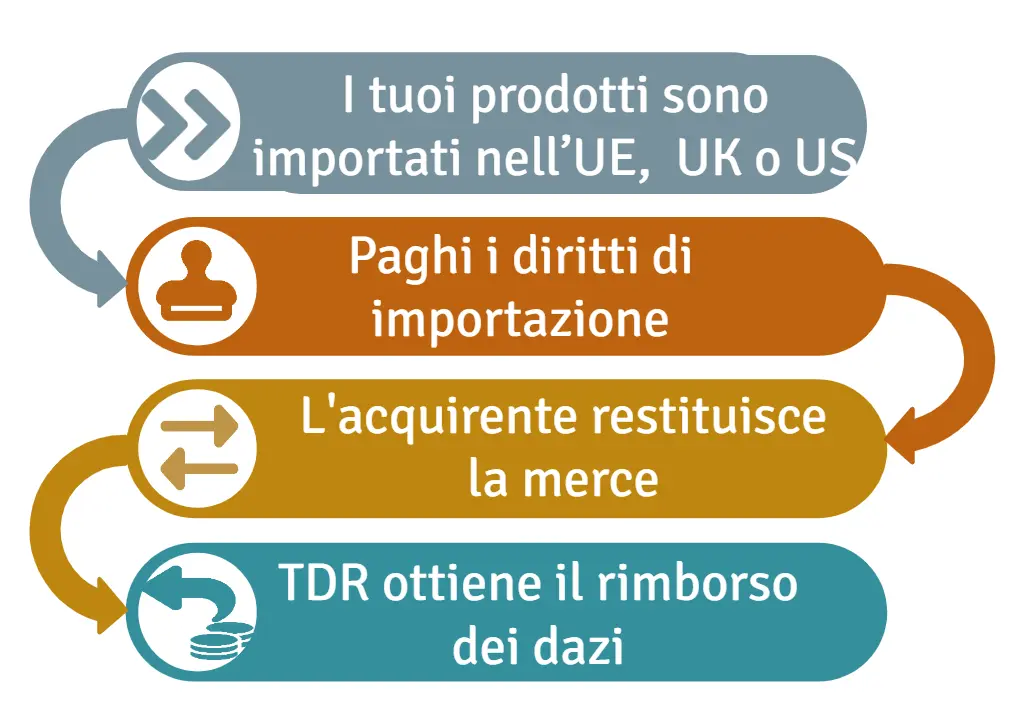 I tuoi prodotti sono
importati nell’UE, UK o US
Paghi i diritti di
importazione
L'acquirente restituisce
la merce
TDR ottiene il rimborso
dei dazi